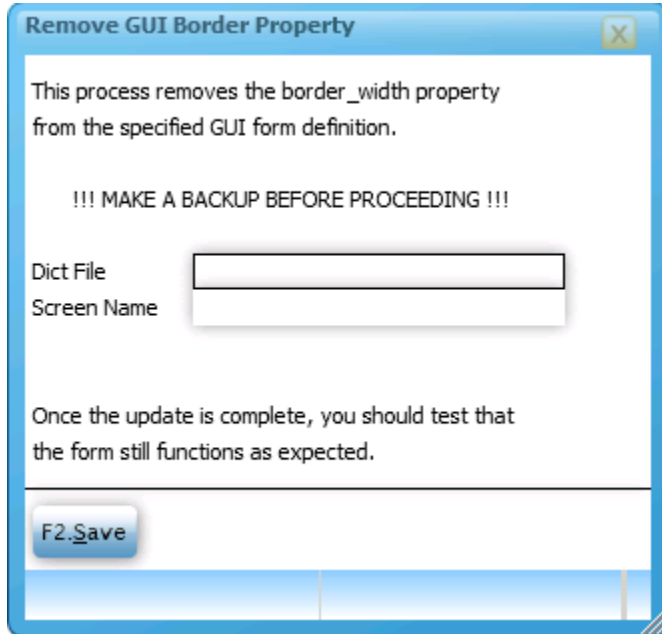 Remove GUI Border Property
X
This process removes the border_width property
from the specified GUI form definition.
!!! MAKE A BACKUP BEFORE PROCEEDING !!!
Dict File
Screen Name
Once the update is complete, you should test that
the form still functions as expected.
F2.Save